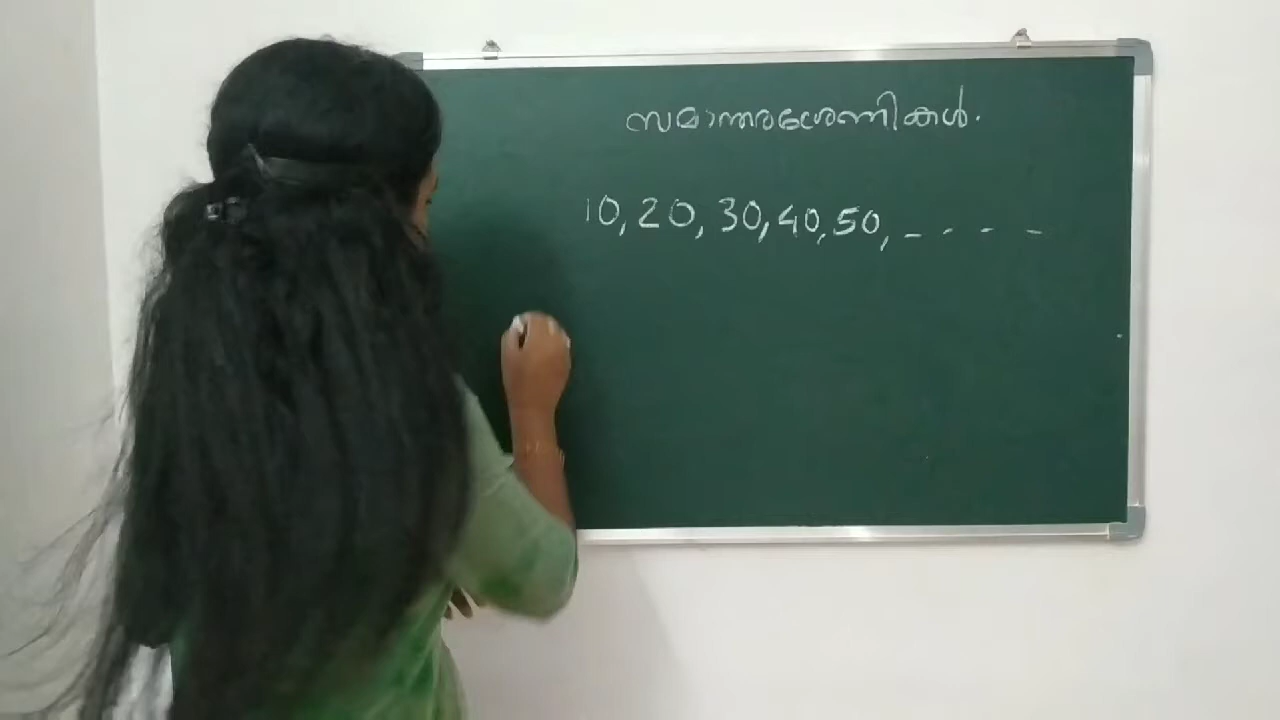 സമാന്തരശ്രേണികൾ.
10, 20, 30, 40, 50, - - - -